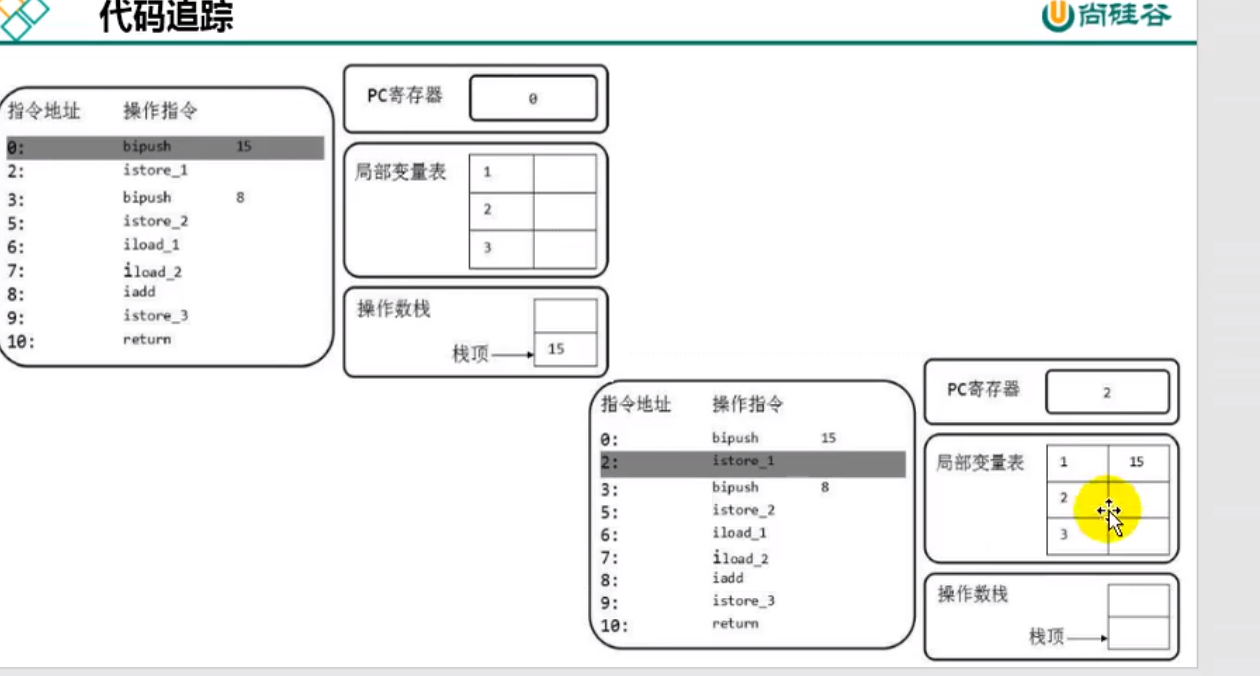 代码追踪
尚硅谷
指令地址 操作指令
0: bipush 15
2: istore_1
3: bipush 8
5: istore_2
6: iload_1
7: iload_2
8: iadd
9: istore_3
10: return
PC寄存器 0
局部变量表 1
2
3
操作数栈
栈顶 15
指令地址 操作指令
0: bipush 15
2: istore_1
3: bipush 8
5: istore_2
6: iload_1
7: iload_2
8: iadd
9: istore_3
10: return
PC寄存器 2
局部变量表 1 15
2
3
操作数栈
栈顶